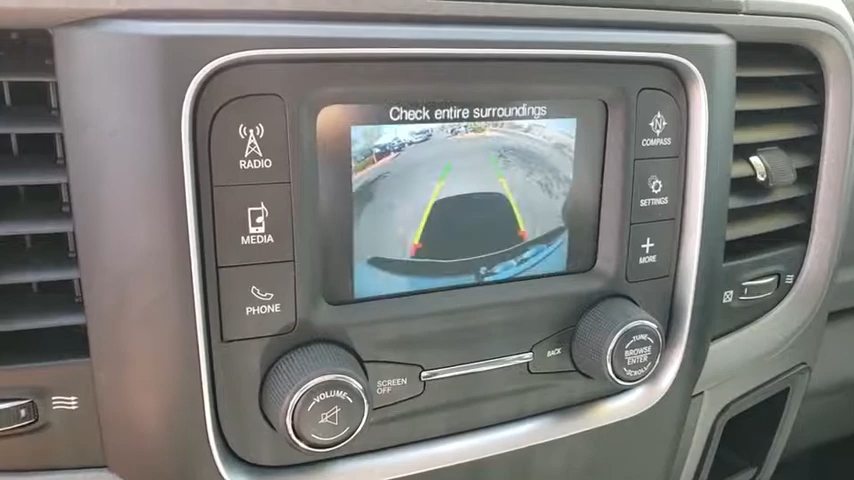 Check entire surroundings
RADIO
MEDIA
PHONE
COMPASS
SETTINGS
MORE
VOLUME
SCREEN
OFF
BACK
TUNE
BROWSE
ENTER
SCROLL